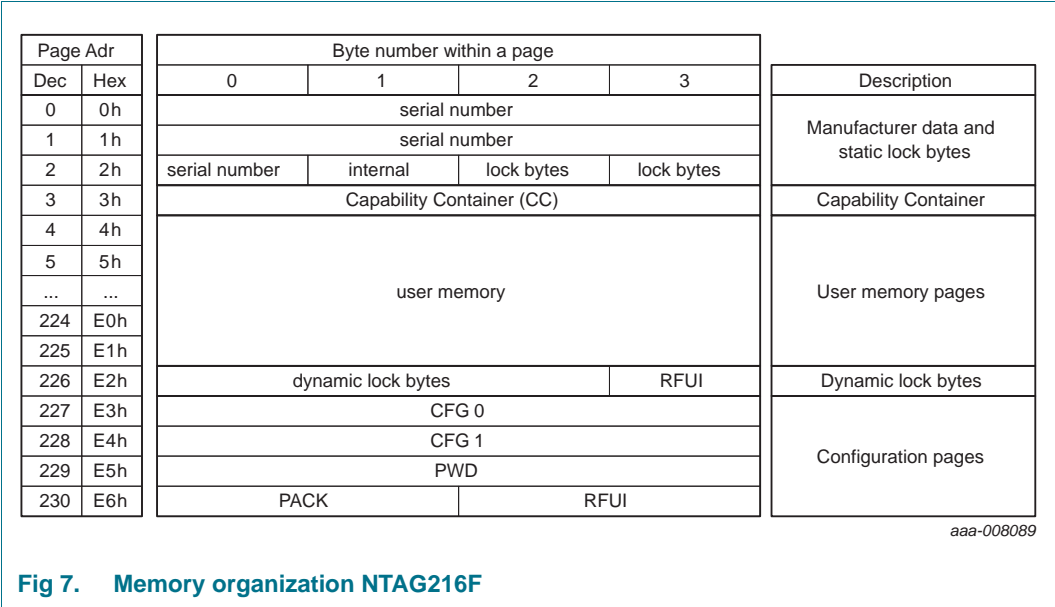 Page Adr Byte number within a page
Dec Hex 0 1 2 3 Description
0 0h serial number
1 1h serial number
Manufacturer data and
static lock bytes
2 2h serial number internal lock bytes lock bytes
3 3h Capability Container (CC) Capability Container
4 4h
5 5h
... ... user memory User memory pages
224 E0h
225 E1h
226 E2h dynamic lock bytes RFUI Dynamic lock bytes
227 E3h CFG 0
228 E4h CFG 1
Configuration pages
229 E5h PWD
230 E6h PACK RFUI
aaa-008089
Fig 7. Memory organization NTAG216F